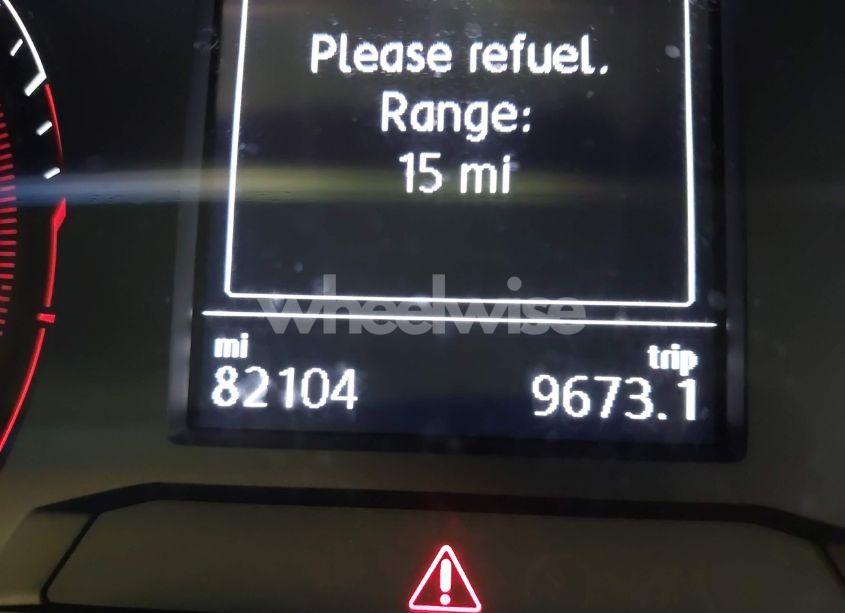 Please refuel.
Range:
15 mi
wheelwise
mi
trip
82104
9673.1